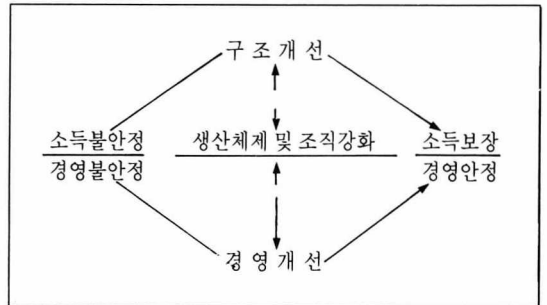 구 조 개 선
소득불안정 생산체제 및 조직강화 소득보장
경영불안정 경영안정
경 영 개 선